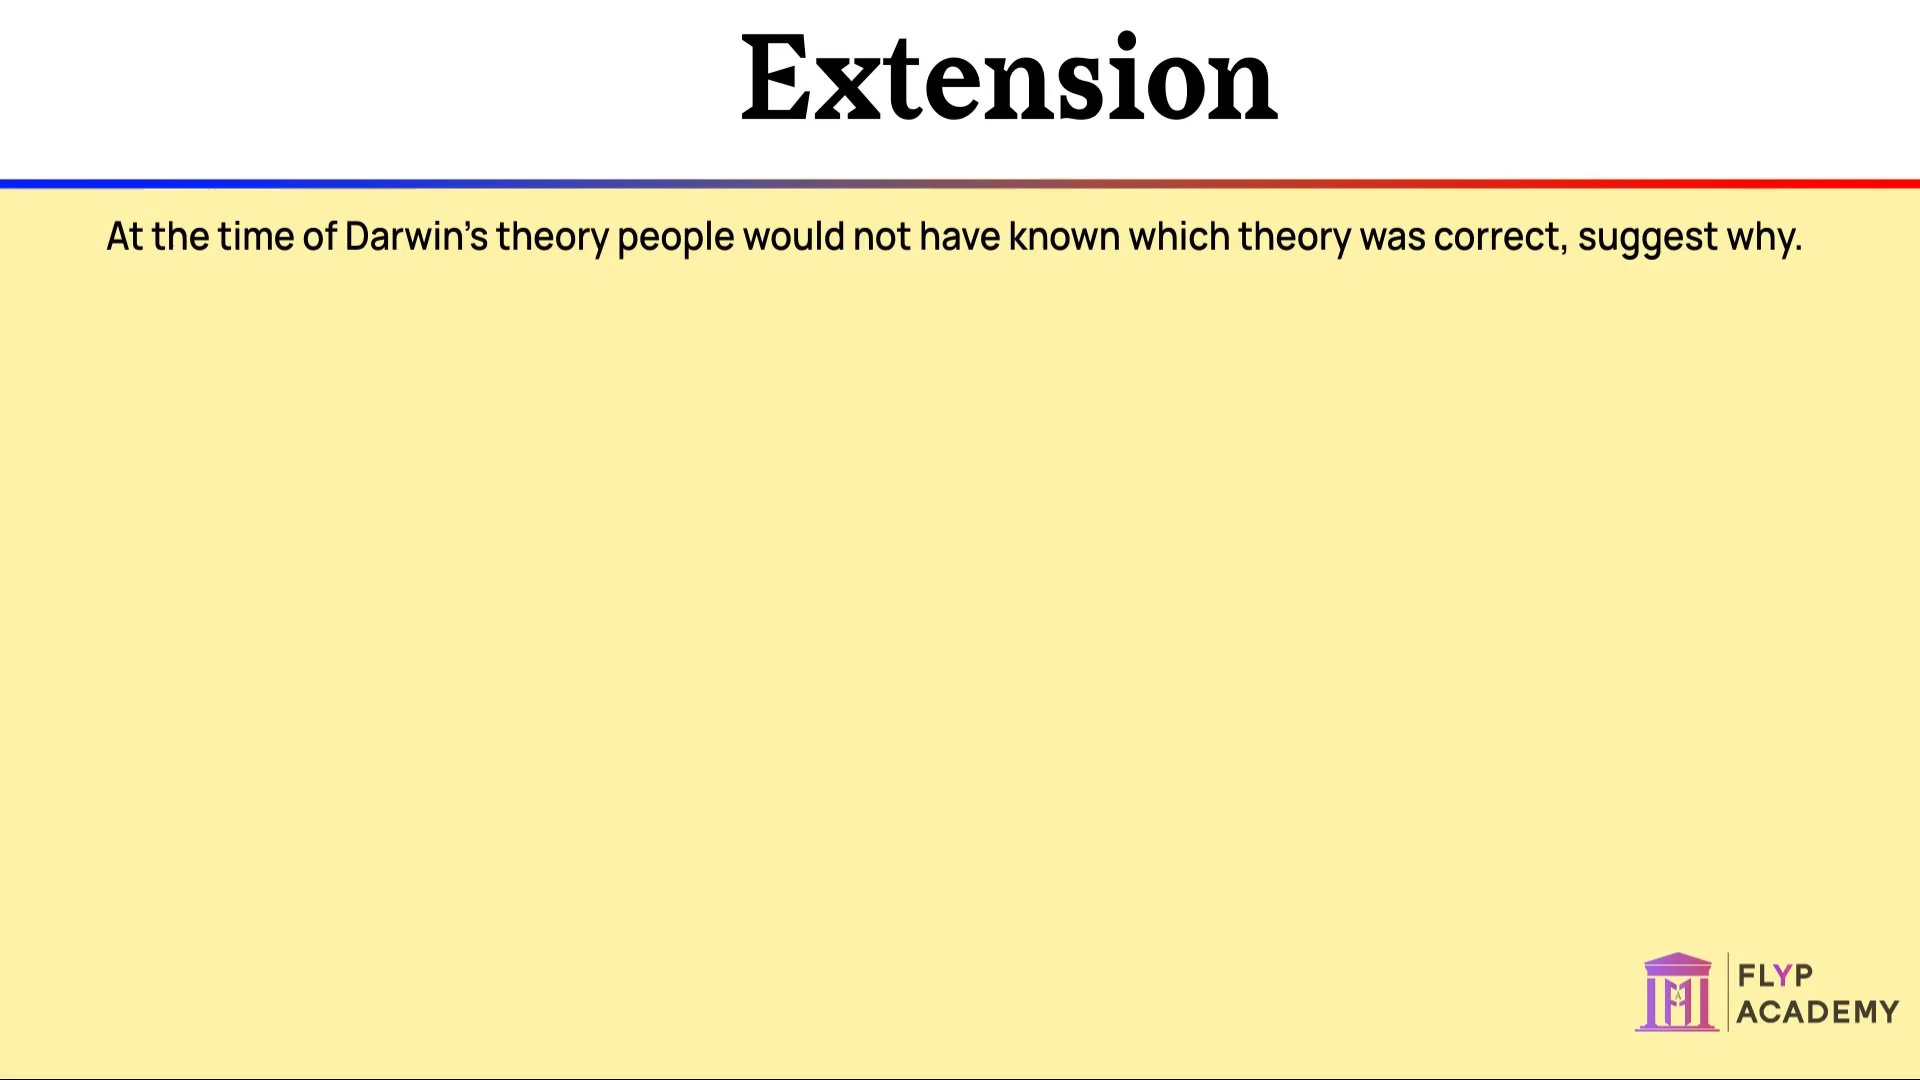 Extension
At the time of Darwin’s theory people would not have known which theory was correct, suggest why.
FLYP
ACADEMY